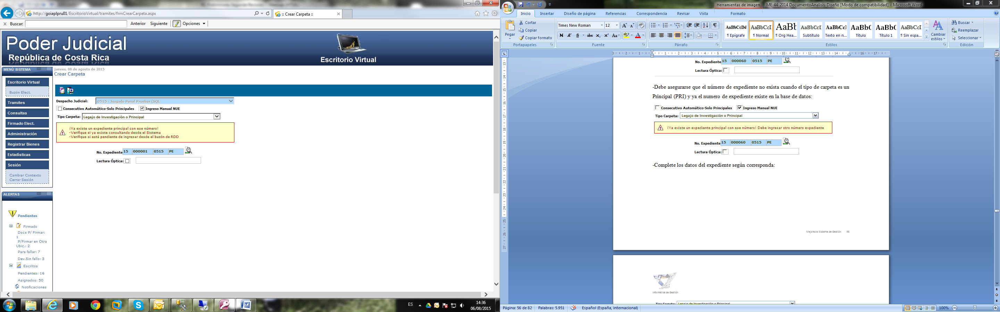 http://goiaplpru01/EscritorioVirtual/tramites/frmCrearCarpeta.aspx
:: Crear Carpeta ::
Buscar:
Anterior
Siguiente
Opciones
Poder Judicial
República de Costa Rica
Escritorio Virtual
MENÚ SISTEMA
Escritorio Virtual
Buzón Elect.
Tramites
Consultas
Firmado Elect.
Administración
Registrar Bienes
Estadísticas
Sesión
Cambiar Contexto
Cerrar Sesión
ALERTAS
Pendientes
Firmado
Docs P/ Firmar:
1
P/Firmar en Otra
Ubic.: 2
Para fallar: 7
Dev.Sin fallo: 3
Escritos
Pendientes: 16
Asignados: 50
Notificaciones
jueves, 06 de agosto de 2015
Crear Carpeta
Despacho Judicial: 0515 - Juzgado Penal Pruebas (SQL
Consecutivo Automático-Solo Principales
Ingreso Manual NUE
Tipo Carpeta: Legajo de Investigación o Principal
¡Ya existe un expediente principal con ese número!
-Verifique si ya existe consultando desde el Sistema
-Verifique si está pendiente de ingresar desde el buzón de RDD
No. Expediente 15 000001 0515 PE
Lectura Óptica:
ES
14:36
06/08/2015
Herramientas de imagen
ME-44-2014 DocumentoAnalisis-Diseño [Modo de compatibilidad] - Microsoft Word
Inicio
Insertar
Diseño de página
Referencias
Correspondencia
Revisar
Vista
Formato
Pegar
Cortar
Copiar
Copiar formato
Portapapeles
Times New Roman
12
Fuente
Párrafo
AaBbCcDd
¶ Epígrafe
AaBbCcI
¶ Normal
AaBb
¶ Org Hea...
AaBbCcI
Subtítulo
AaBbCcI
Texto en n...
AaBbC
Título
AaBbC
Título 1
AaBbCcI
¶ Sin espa...
Cambiar
estilos
Estilos
Buscar
Reemplazar
Seleccionar
Edición
No. Expediente 15 000060 0515 PE
Lectura Óptica:
-Debe asegurarse que el número de expediente no exista cuando el tipo de carpeta es un
Principal (PRI) y ya el numero de expediente existe en la base de datos:
Consecutivo Automático-Solo Principales
Ingreso Manual NUE
Tipo Carpeta: Legajo de Investigación o Principal
¡Ya existe un expediente principal con ese número! Debe ingresar otro número expediente
No. Expediente 15 000060 0515 PE
Lectura Óptica:
-Complete los datos del expediente según corresponda:
Mejoras al Sistema de Gestión 56
Informática de Gestión
Tipo Carpeta: Legajo de Investigación o Principal
Página: 56 de 82
Palabras: 5.951
Español (España, internacional)
100%